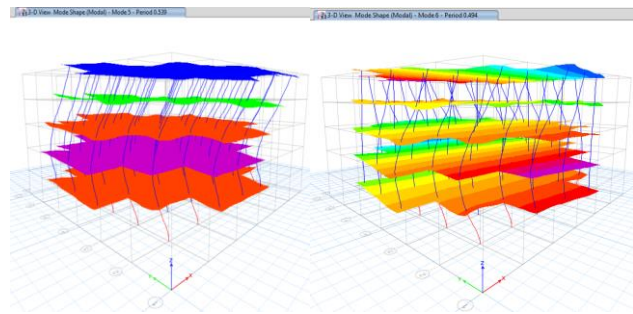 3-D View Mode Shape (Modal) - Mode 5 - Period 0.539
3-D View Mode Shape (Modal) - Mode 6 - Period 0.494
Z
Y
X
Z
Y
X